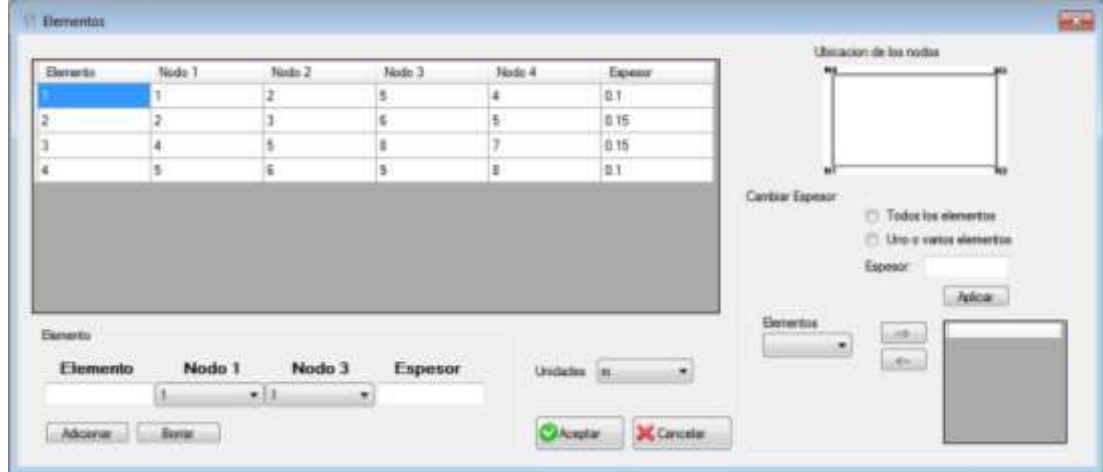 Elementos
Ubicacion de los nodos
Elemento Nodo 1 Nodo 2 Nodo 3 Nodo 4 Espesor
1 1 2 5 4 0.1
2 2 3 6 5 0.15
3 4 5 8 7 0.15
4 5 6 9 8 0.1
Cambiar Espesor
Todos los elementos
Uno o varios elementos
Espesor:
Aplicar
Elementos
Elemento
Elemento Nodo 1 Nodo 3 Espesor
1 1
Unidades m
Adicionar Borrar
Aceptar Cancelar